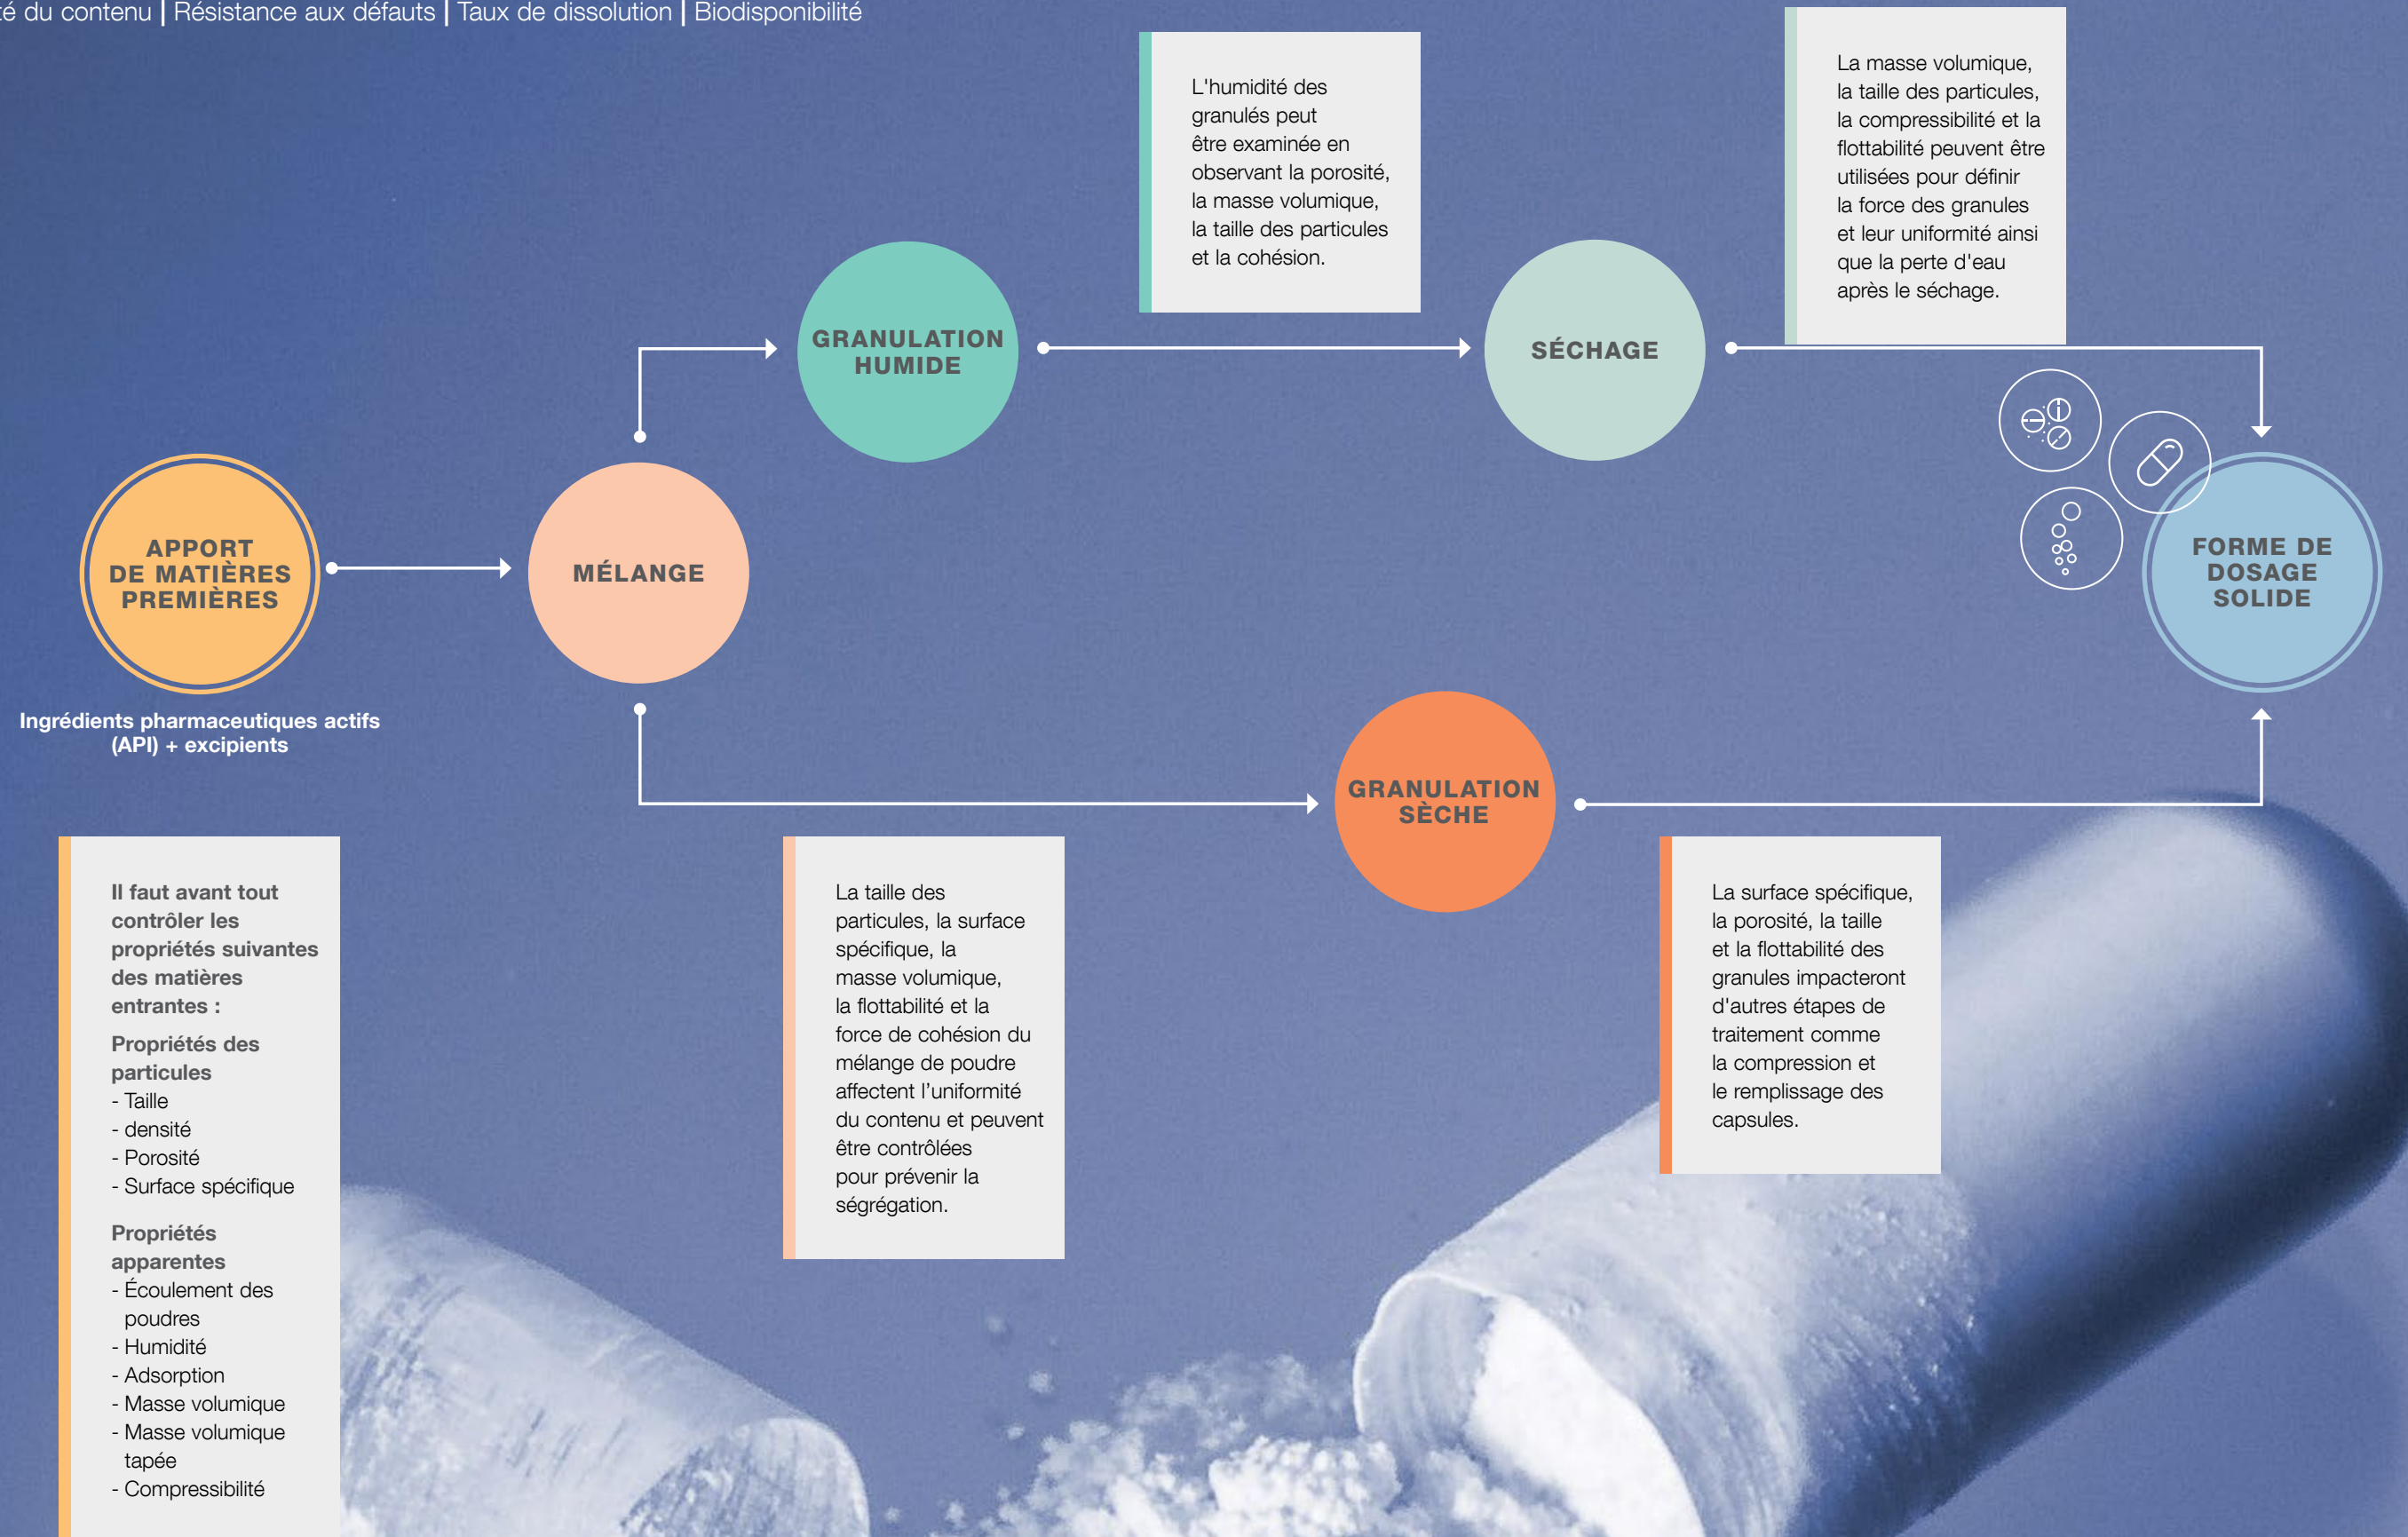 du contenu | Résistance aux défauts | Taux de dissolution | Biodisponibilité
L'humidité des
granulés peut
être examinée en
observant la porosité,
la masse volumique,
la taille des particules
et la cohésion.
La masse volumique,
la taille des particules,
la compressibilité et la
flottabilité peuvent être
utilisées pour définir
la force des granules
et leur uniformité ainsi
que la perte d'eau
après le séchage.
GRANULATION
HUMIDE
SÉCHAGE
APPORT
DE MATIÈRES
PREMIÈRES
MÉLANGE
FORME DE
DOSAGE
SOLIDE
Ingrédients pharmaceutiques actifs
(API) + excipients
GRANULATION
SÈCHE
Il faut avant tout
contrôler les
propriétés suivantes
des matières
entrantes :
Propriétés des
particules
- Taille
- densité
- Porosité
- Surface spécifique
Propriétés
apparentes
- Écoulement des
poudres
- Humidité
- Adsorption
- Masse volumique
- Masse volumique
tapée
- Compressibilité
La taille des
particules, la surface
spécifique, la
masse volumique,
la flottabilité et la
force de cohésion du
mélange de poudre
affectent l’uniformité
du contenu et peuvent
être contrôlées
pour prévenir la
ségrégation.
La surface spécifique,
la porosité, la taille
et la flottabilité des
granules impacteront
d'autres étapes de
traitement comme
la compression et
le remplissage des
capsules.